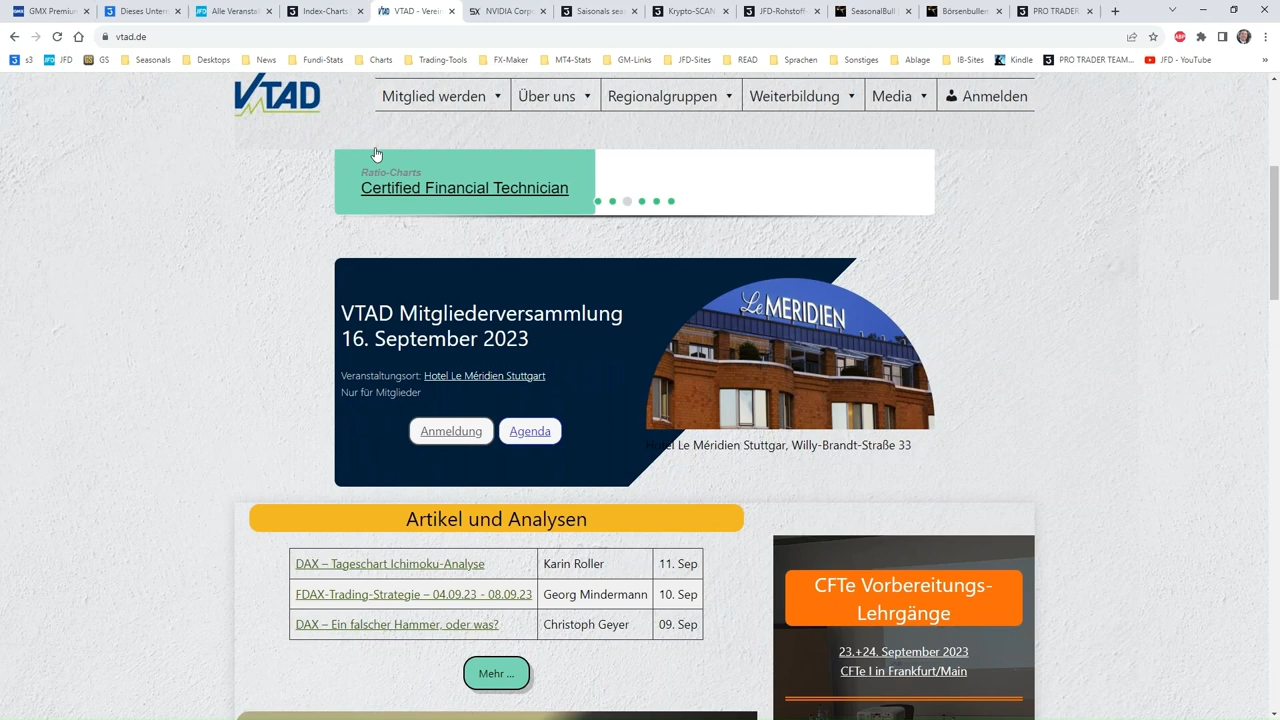 GMX Premium
Dieses Unter
Alle Veranstal
Index-Charts
VTAD - Verein
NVIDIA Corp
Saisonals sea
Krypto-SCAN
JFD-Rohstoff-
SeasonalBull
Börsenbullen
PRO TRADER
vtad.de
s3
JFD
GS
Seasonals
Desktops
News
Fundi-Stats
Charts
Trading-Tools
FX-Maker
MT4-Stats
GM-Links
JFD-Sites
READ
Sprachen
Sonstiges
Ablage
IB-Sites
Kindle
PRO TRADER TEAM...
JFD - YouTube
VTAD
Mitglied werden
Über uns
Regionalgruppen
Weiterbildung
Media
Anmelden
Ratio-Charts
Certified Financial Technician
VTAD Mitgliederversammlung
16. September 2023
Veranstaltungsort: Hotel Le Méridien Stuttgart
Nur für Mitglieder
Anmeldung
Agenda
Le MERIDIEN
Hotel Le Méridien Stuttgar, Willy-Brandt-Straße 33
Artikel und Analysen
DAX – Tageschart Ichimoku-Analyse Karin Roller 11. Sep
FDAX-Trading-Strategie – 04.09.23 - 08.09.23 Georg Mindermann 10. Sep
DAX – Ein falscher Hammer, oder was? Christoph Geyer 09. Sep
Mehr ...
CFTe Vorbereitungs-
Lehrgänge
23.+24. September 2023
CFTe I in Frankfurt/Main